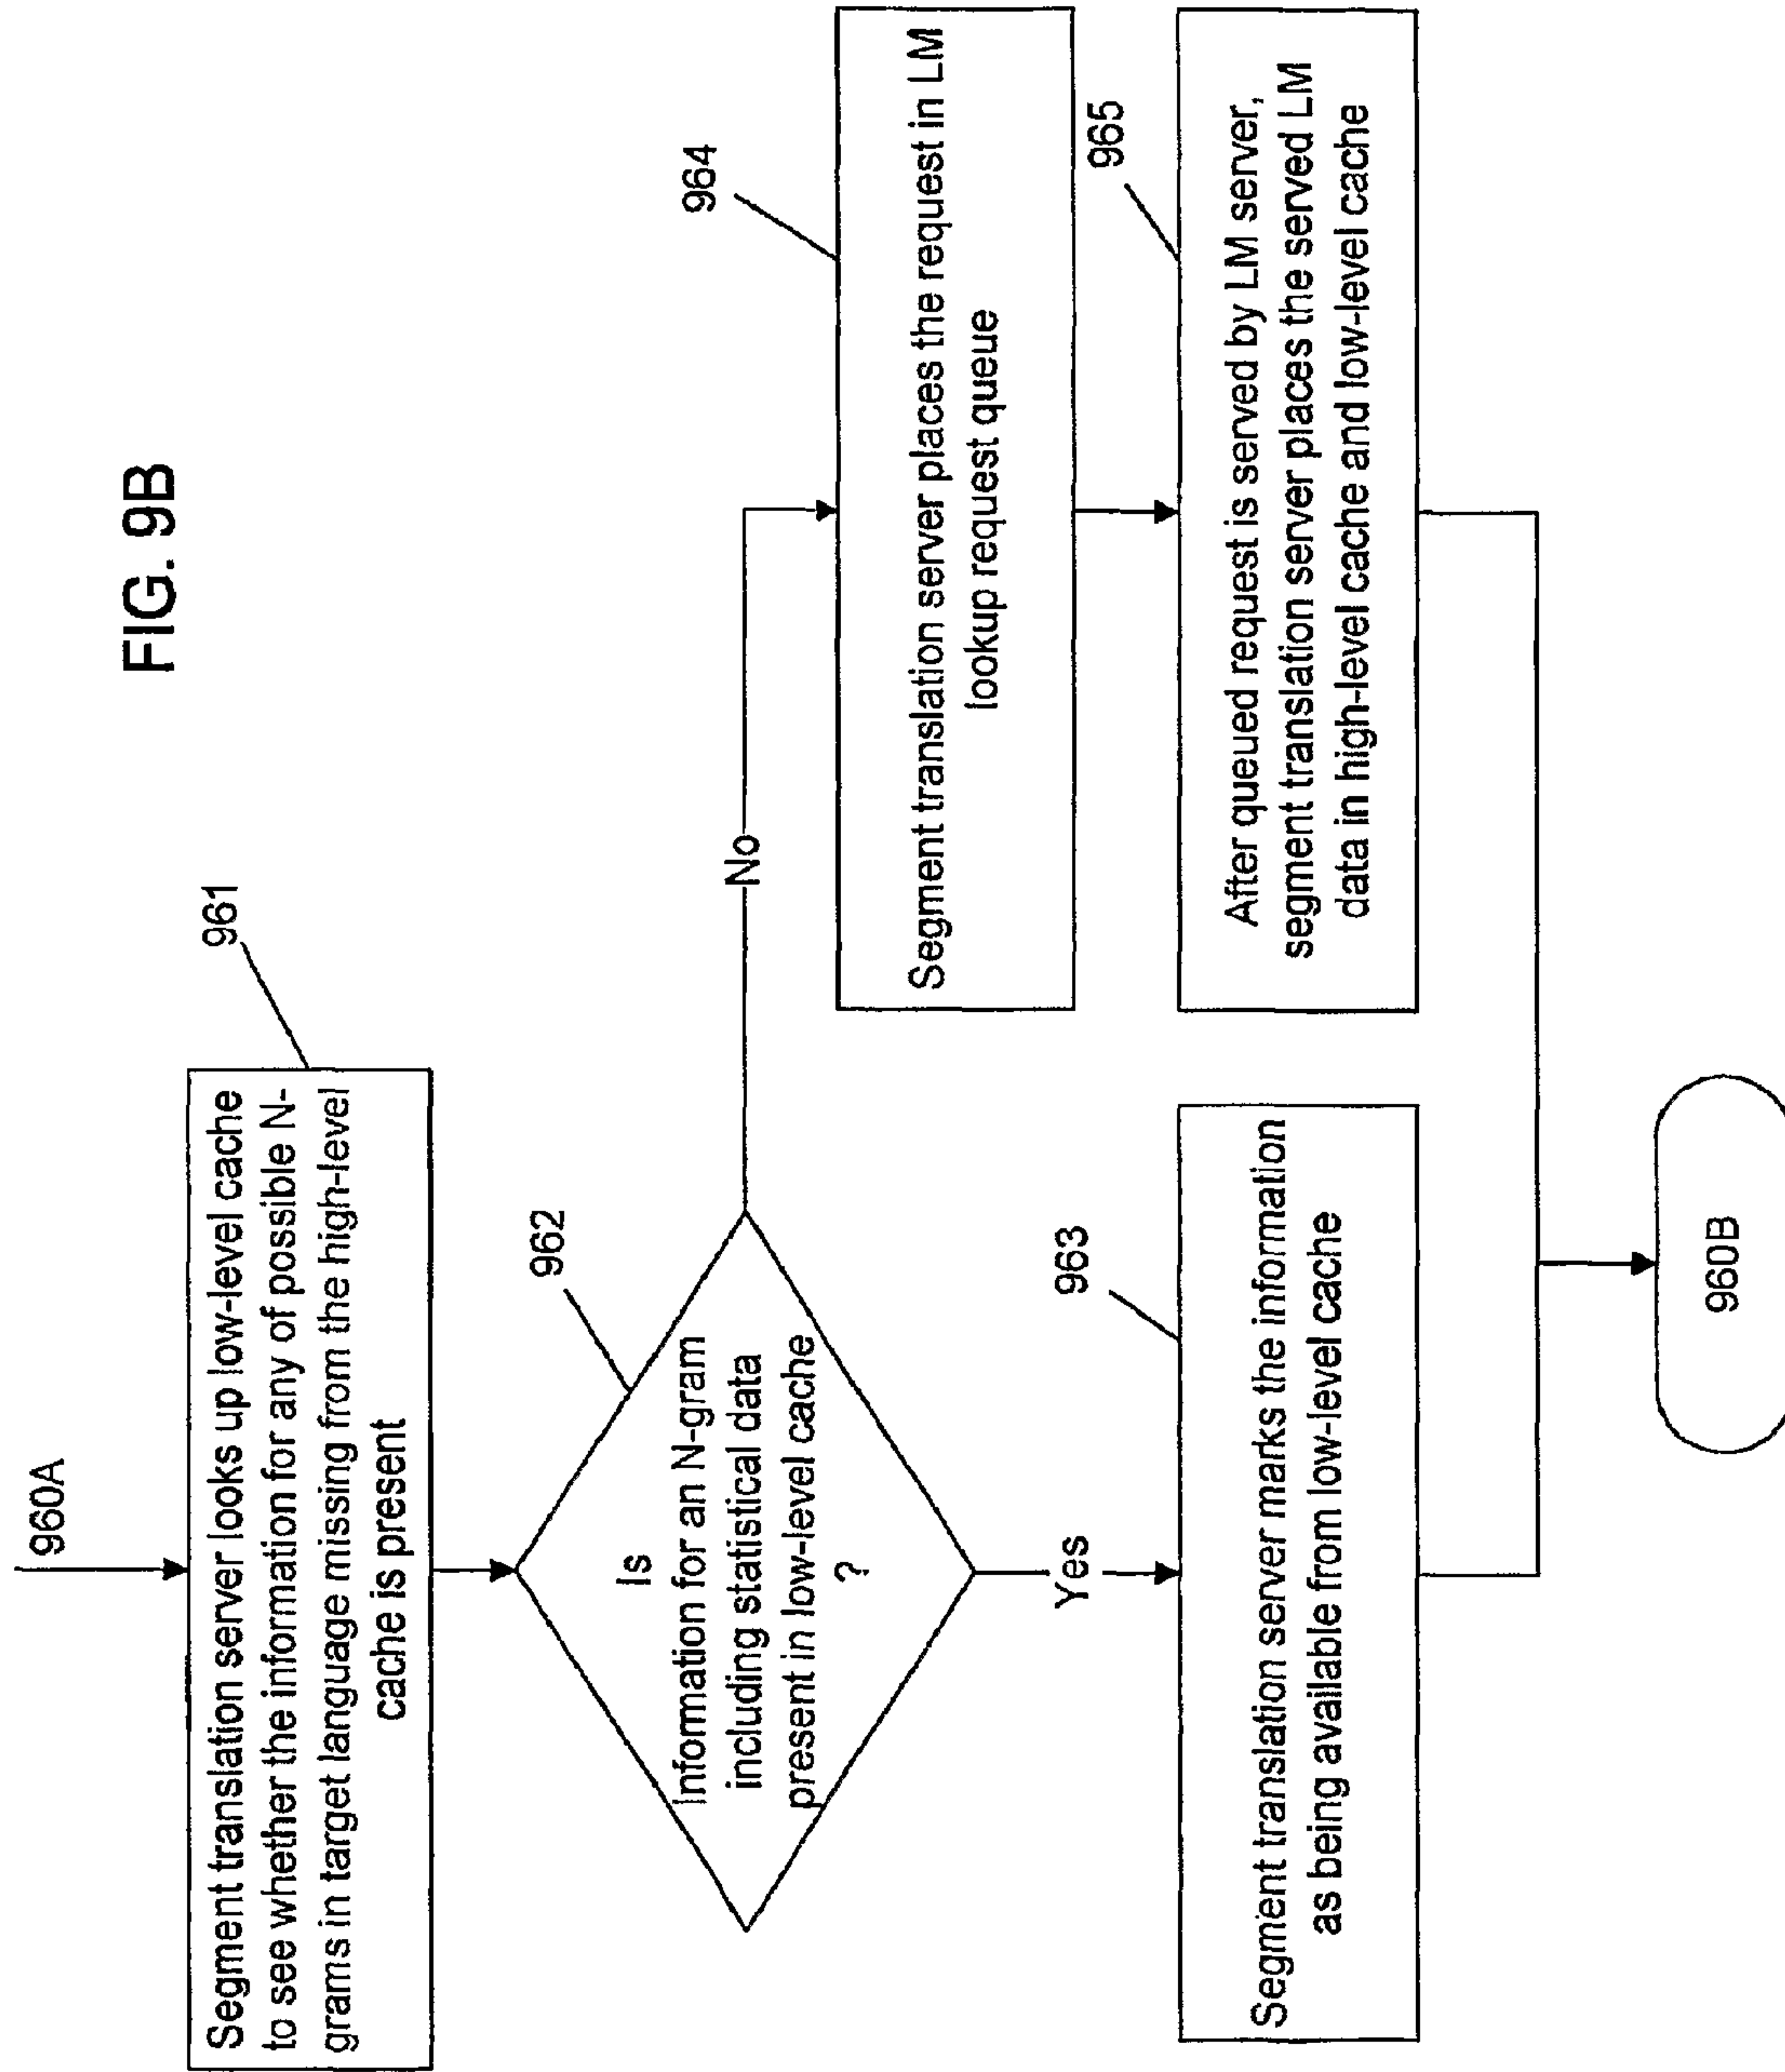 FIG. 9B
960A
961
Segment translation server looks up low-level cache
to see whether the information for any of possible N-
grams in target language missing from the high-level
cache is present
962
Is
Information for an N-gram
including statistical data
present in low-level cache
?
No
Yes
963
Segment translation server marks the information
as being available from low-level cache
964
Segment translation server places the request in LM
lookup request queue
965
After queued request is served by LM server,
segment translation server places the served LM
data in high-level cache and low-level cache
960B